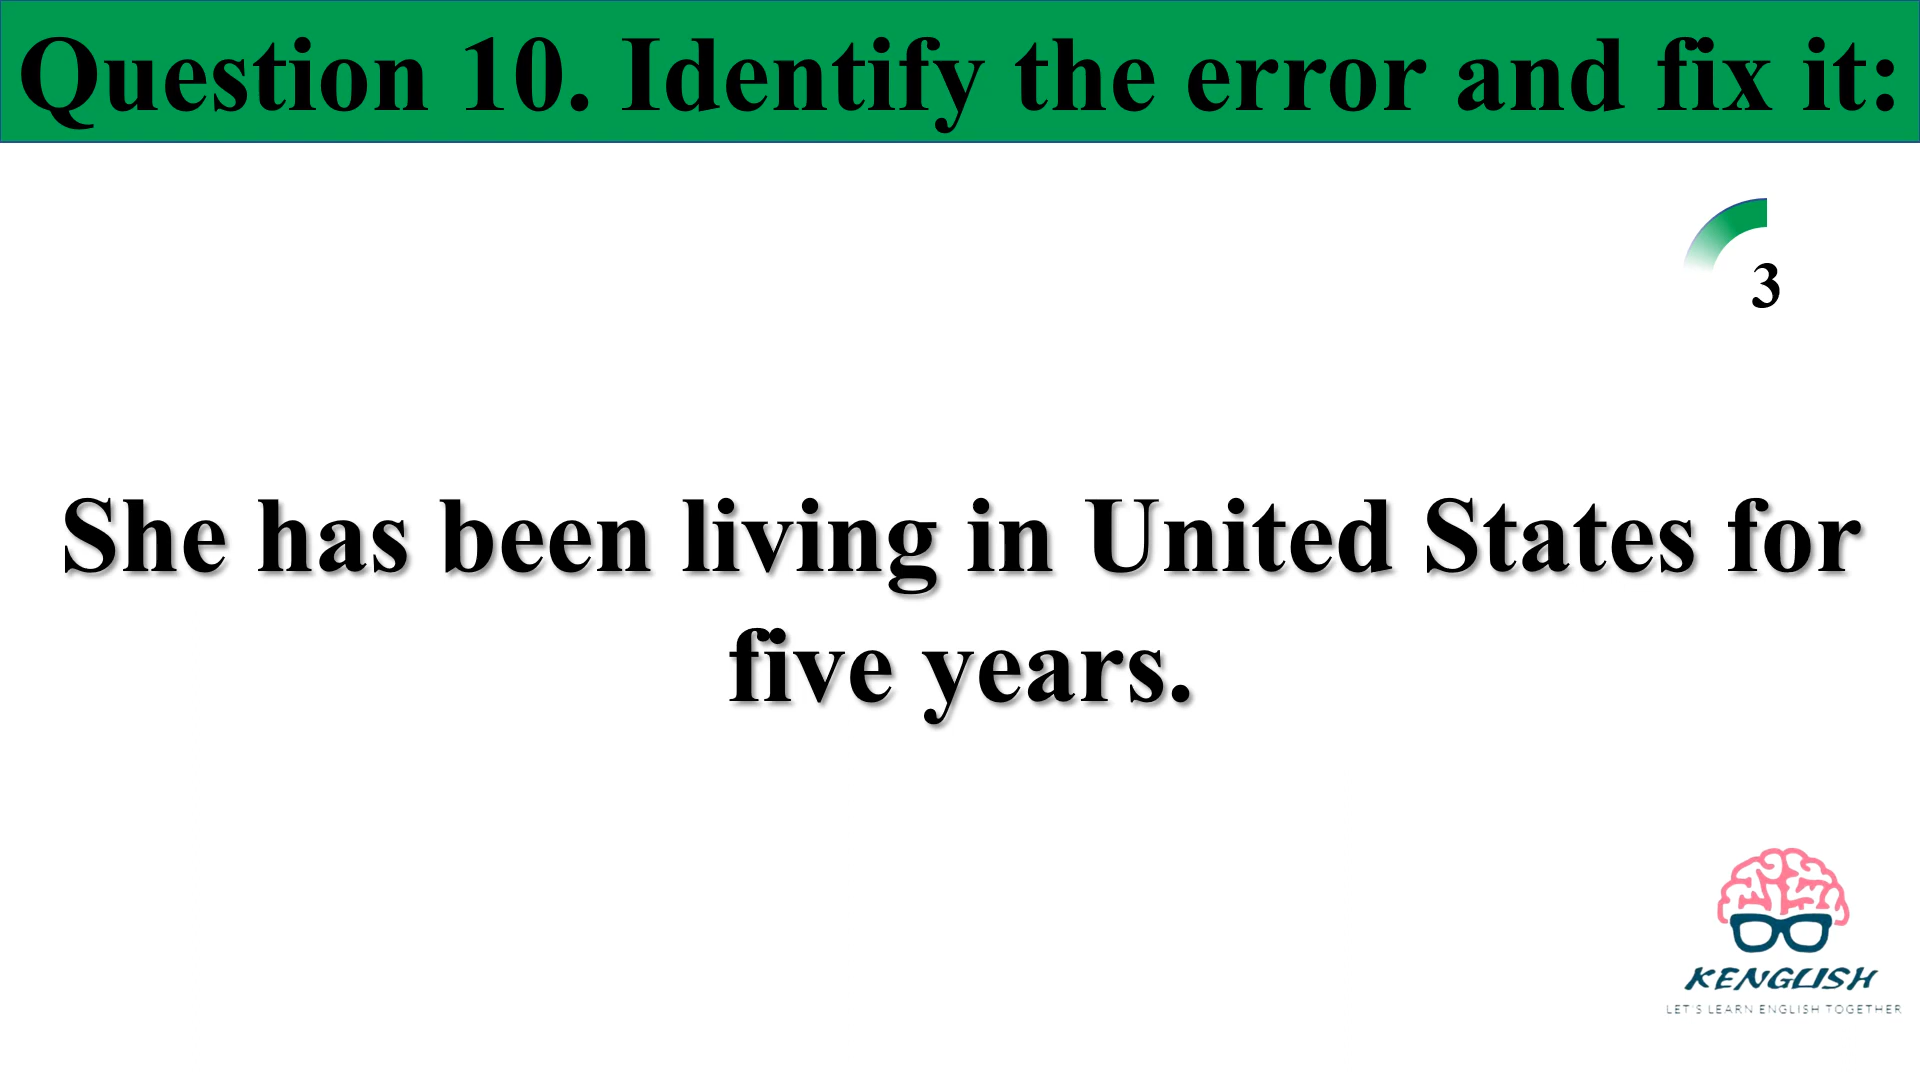 Question 10. Identify the error and fix it:
3
She has been living in United States for
five years.
KENGLISH
LET'S LEARN ENGLISH TOGETHER